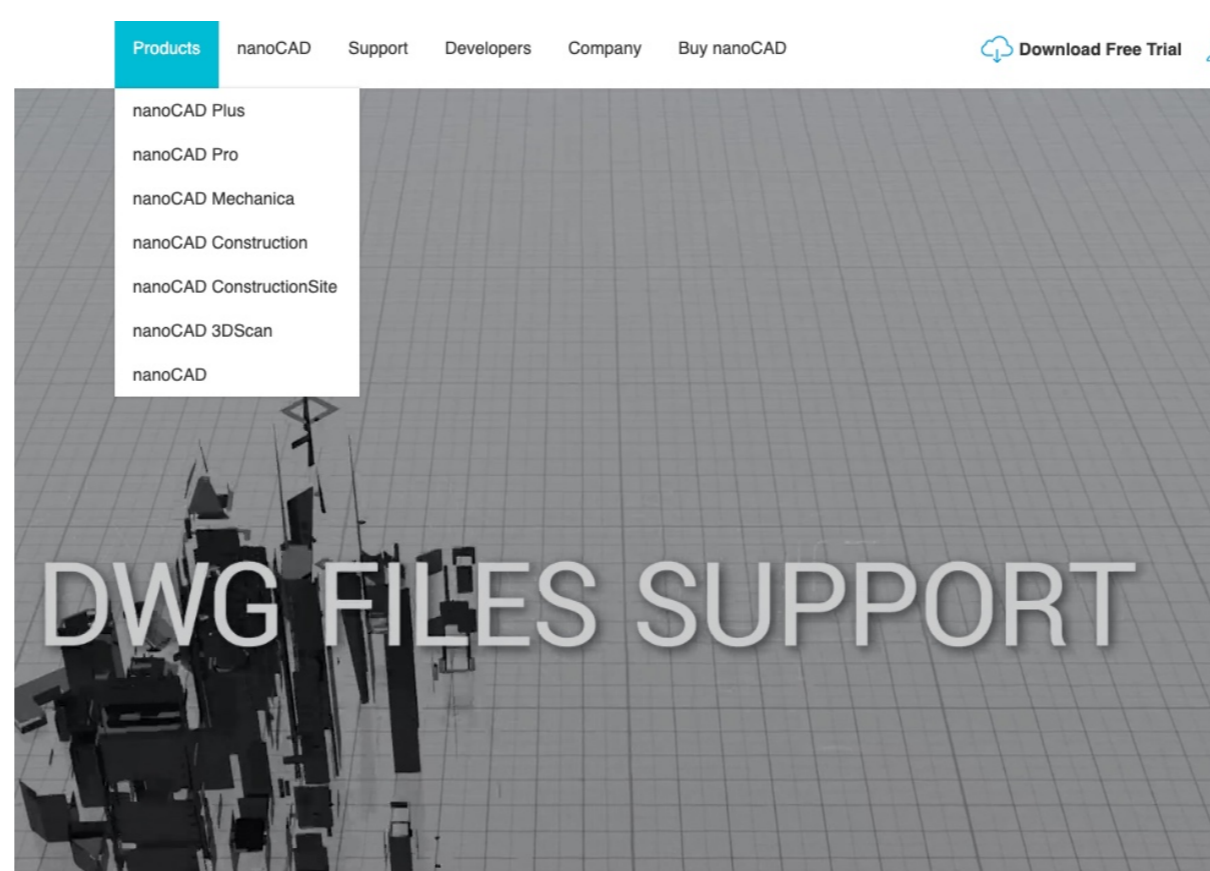 Products nanoCAD Support Developers Company Buy nanoCAD Download Free Trial
nanoCAD Plus
nanoCAD Pro
nanoCAD Mechanica
nanoCAD Construction
nanoCAD ConstructionSite
nanoCAD 3DScan
nanoCAD
DWG FILES SUPPORT